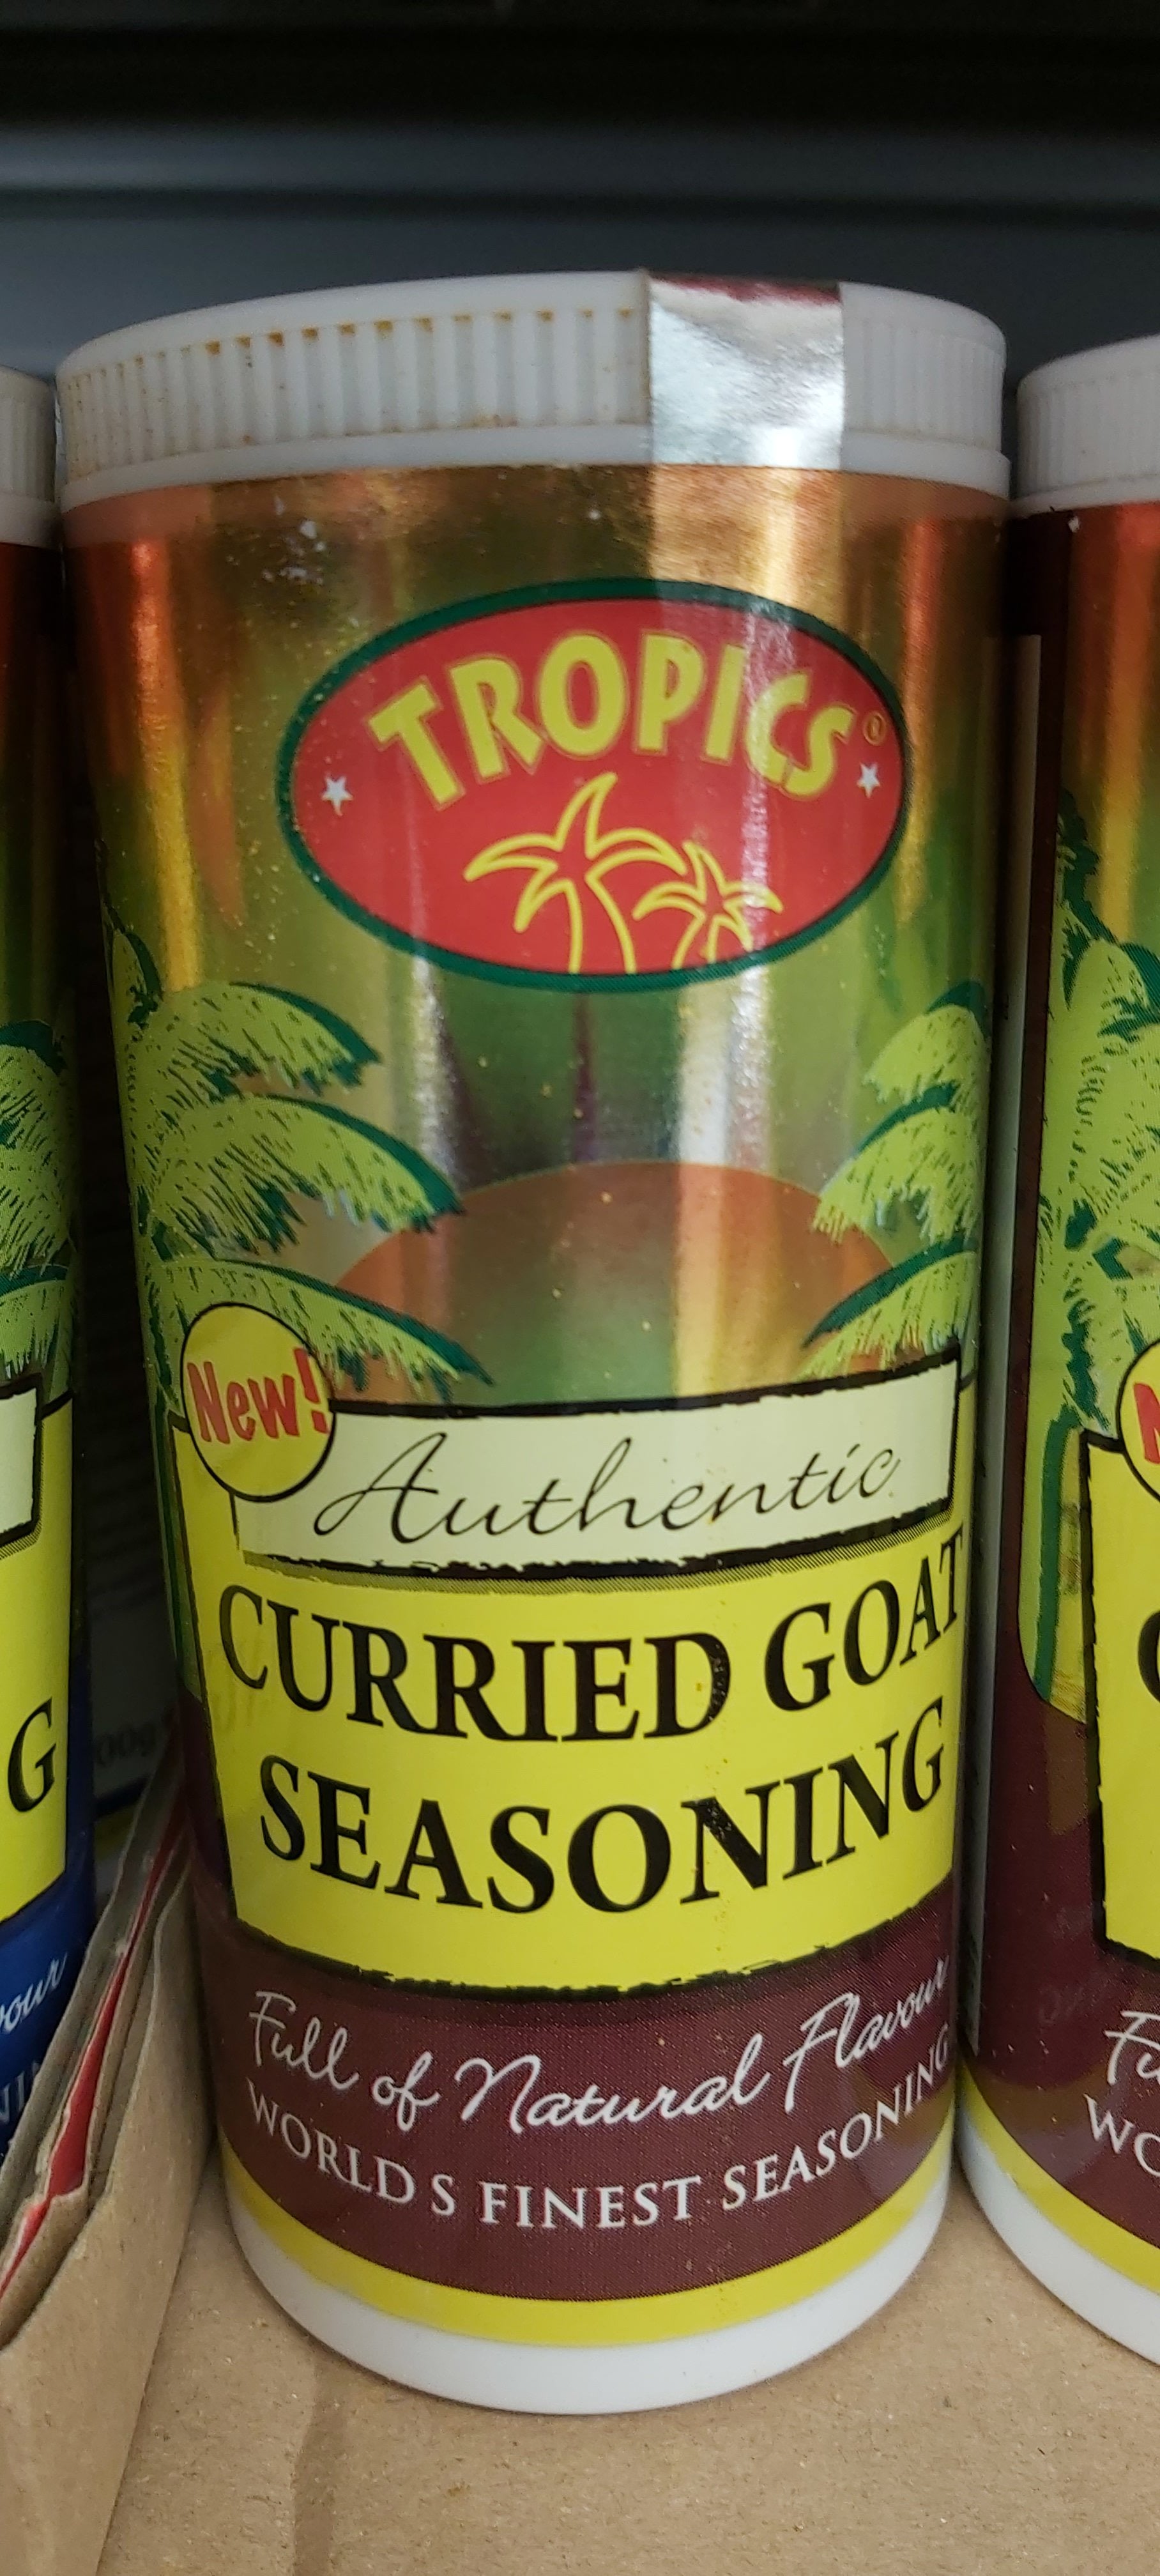 TROPICS®
New!
Authentic
CURRIED GOAT
SEASONING
Full of Natural Flavour
WORLD S FINEST SEASONING
G